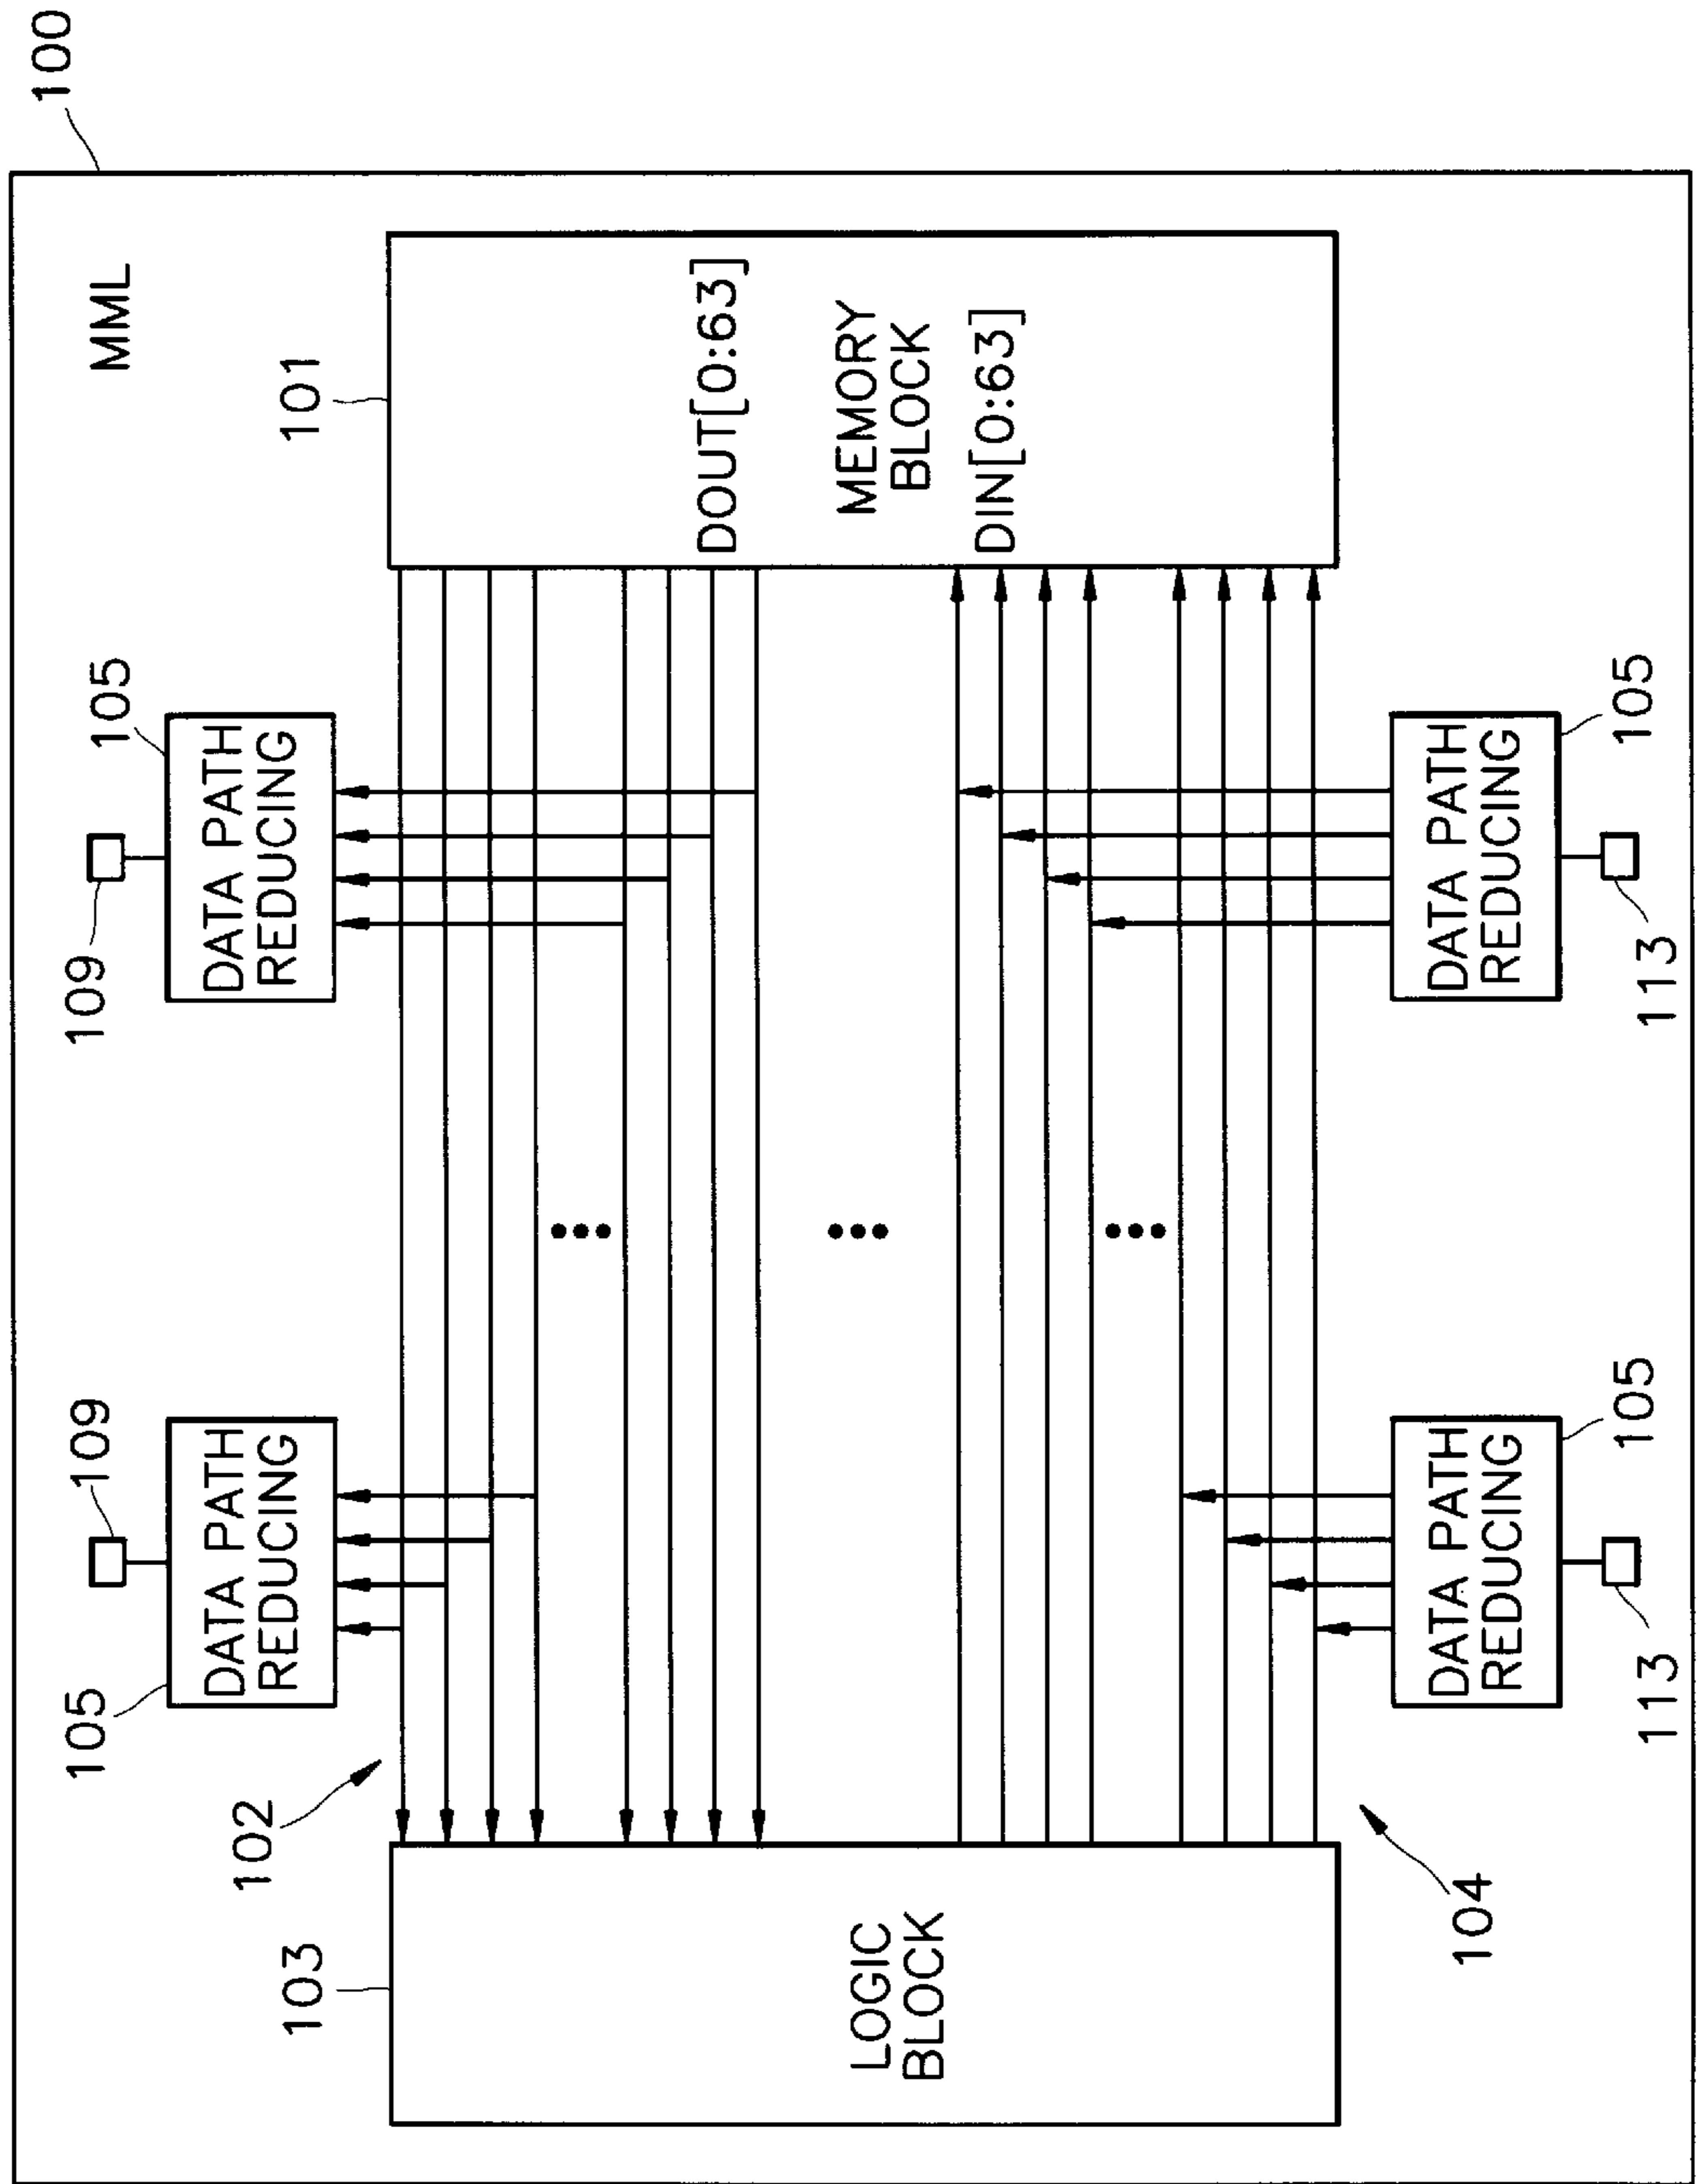 100
MML
105
109
109
105
DATA PATH
REDUCING
DATA PATH
REDUCING
102
103
101
DOUT[0:63]
LOGIC
BLOCK
MEMORY
BLOCK
DIN[0:63]
104
DATA PATH
REDUCING
DATA PATH
REDUCING
113
105
113
105